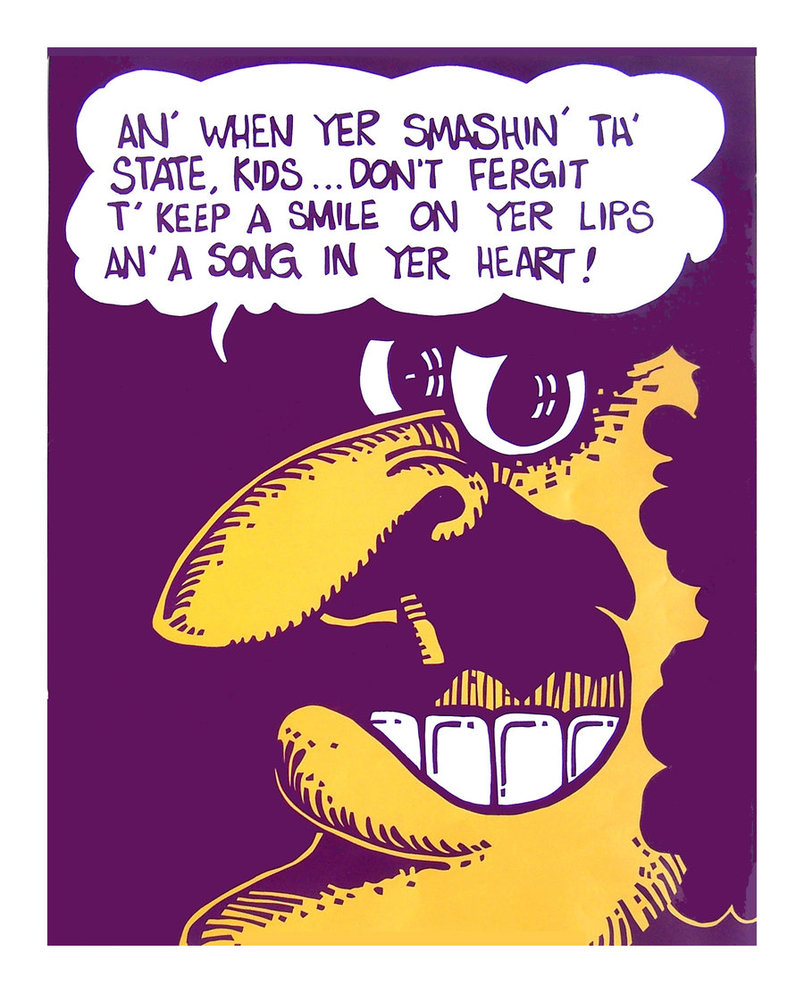 AN' WHEN YER SMASHIN' TH'
STATE, KIDS... DON'T FERGIT
T' KEEP A SMILE ON YER LIPS
AN' A SONG IN YER HEART!